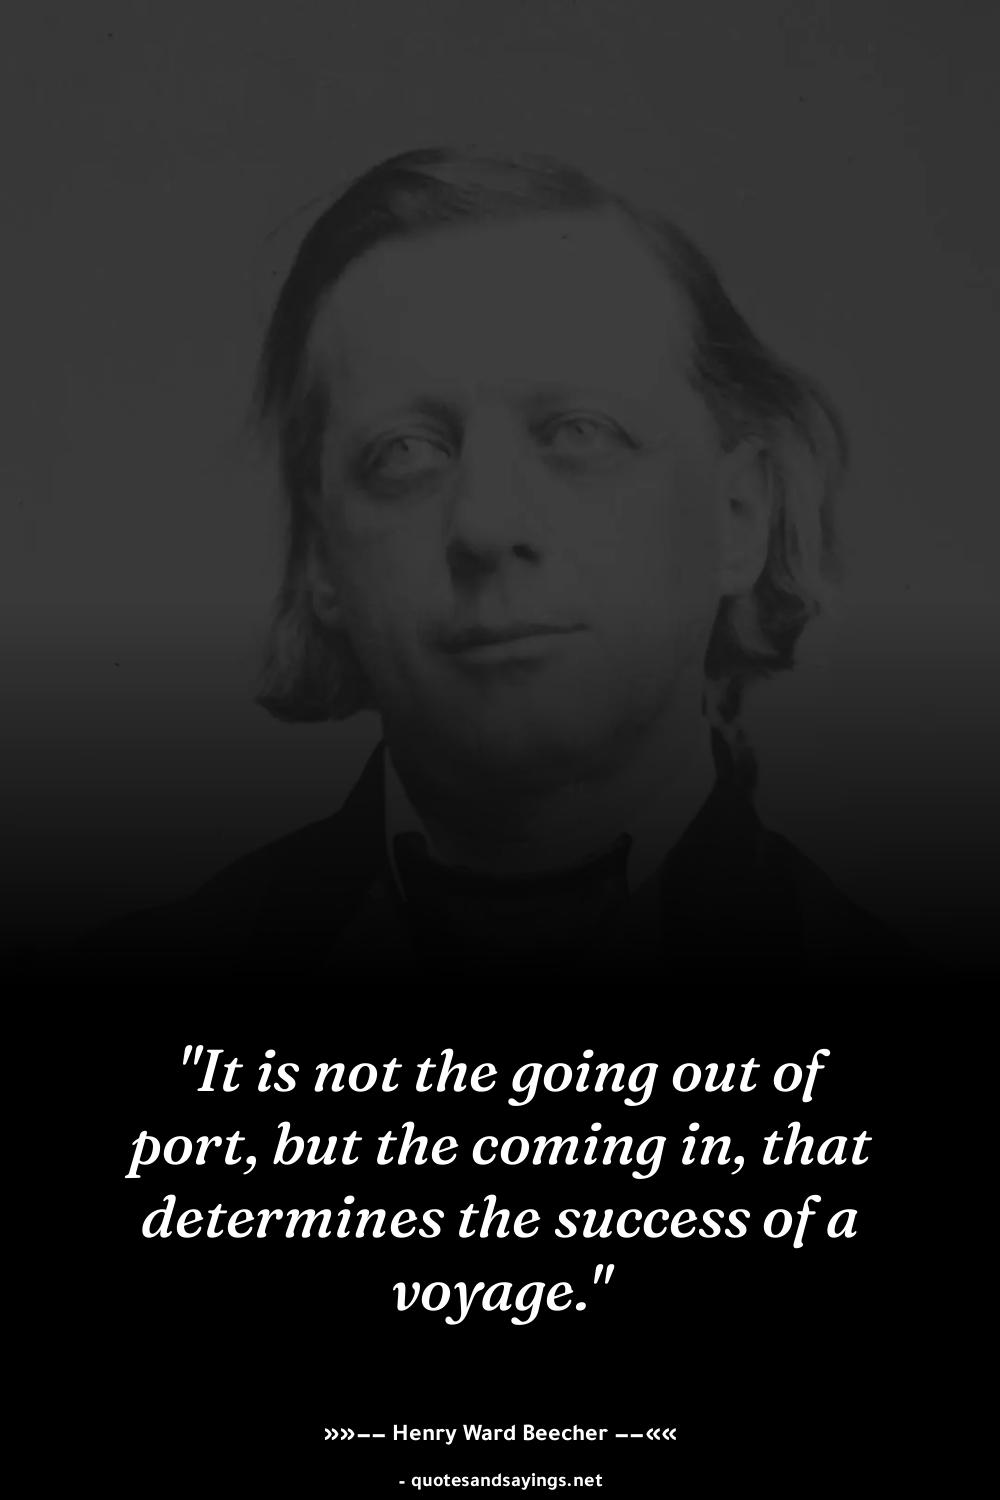 "It is not the going out of
port, but the coming in, that
determines the success of a
voyage."
»»−− Henry Ward Beecher −−««
- quotesandsayings.net